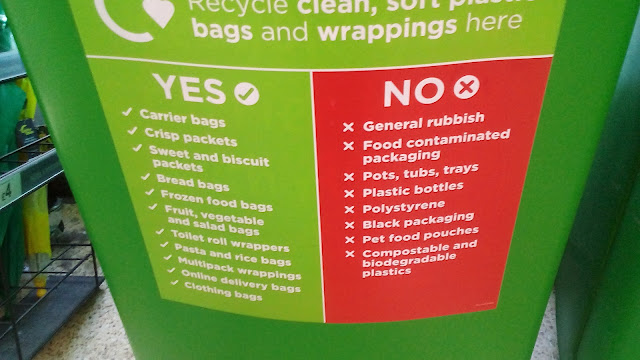 Recycle clean, soft plastic
bags and wrappings here
YES
Carrier bags
Crisp packets
Sweet and biscuit
packets
Bread bags
Frozen food bags
Fruit, vegetable
and salad bags
Toilet roll wrappers
Pasta and rice bags
Multipack wrappings
Online delivery bags
Clothing bags
NO
General rubbish
Food contaminated
packaging
Pots, tubs, trays
Plastic bottles
Polystyrene
Black packaging
Pet food pouches
Compostable and
biodegradable
plastics
£4